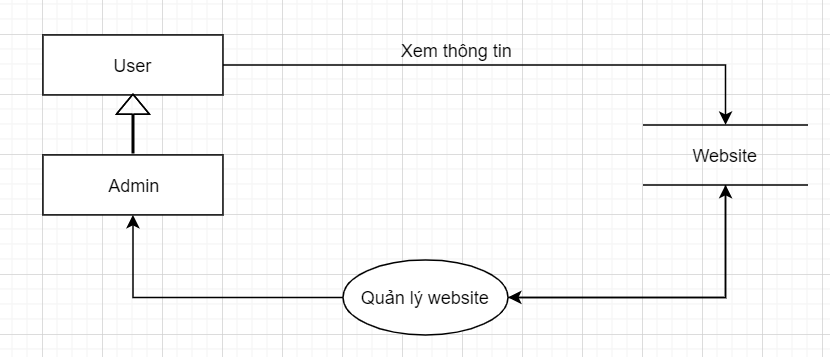 Xem thông tin
User
Website
Admin
Quản lý website